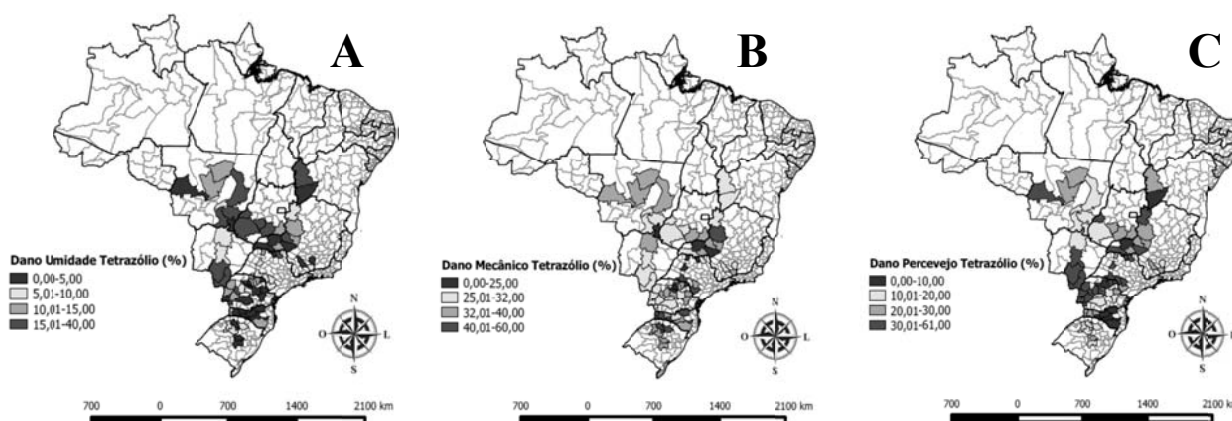 A
Dano Umidade Tetrazólio (%)
0,00-5,00
5,01-10,00
10,01-15,00
15,01-40,00
N
O
L
S
700 0 700 1400 2100 km
B
Dano Mecânico Tetrazólio (%)
0,00-25,00
25,01-32,00
32,01-40,00
40,01-60,00
N
O
L
S
700 0 700 1400 2100 km
C
Dano Percevejo Tetrazólio (%)
0,00-10,00
10,01-20,00
20,01-30,00
30,01-61,00
N
O
L
S
700 0 700 1400 2100 km